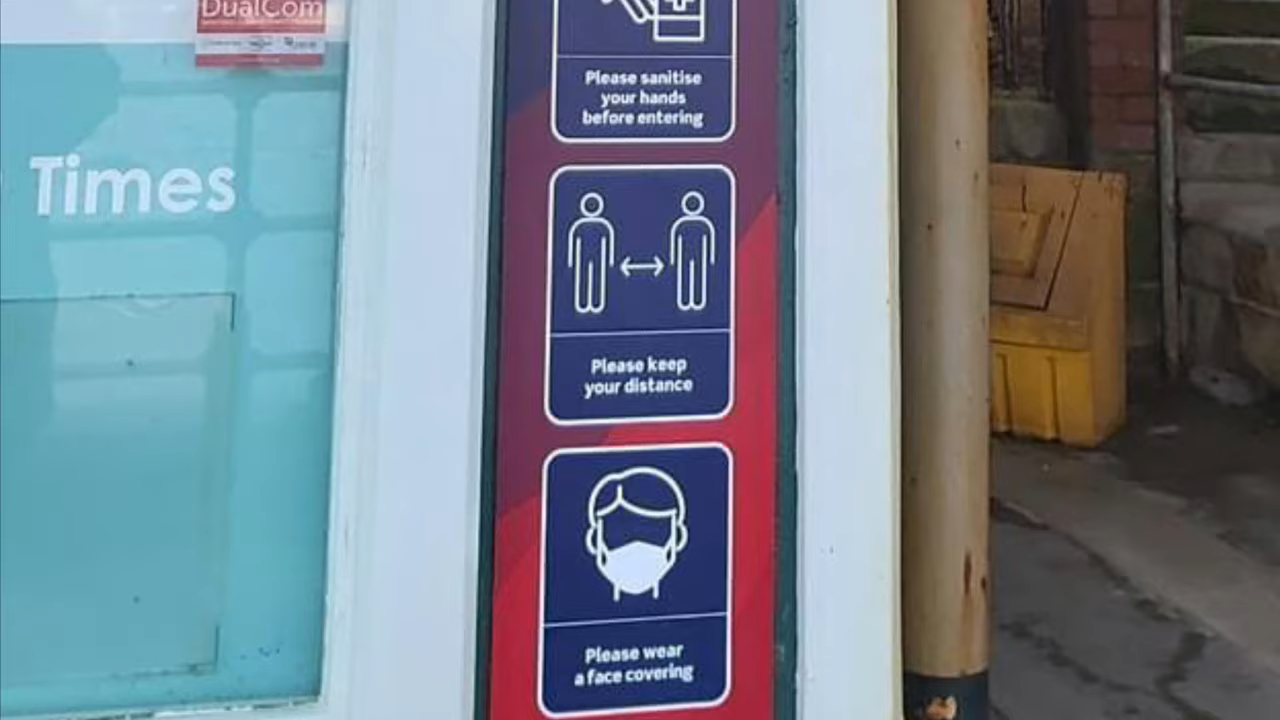 DualCom
Times
Please sanitise
your hands
before entering
Please keep
your distance
Please wear
a face covering